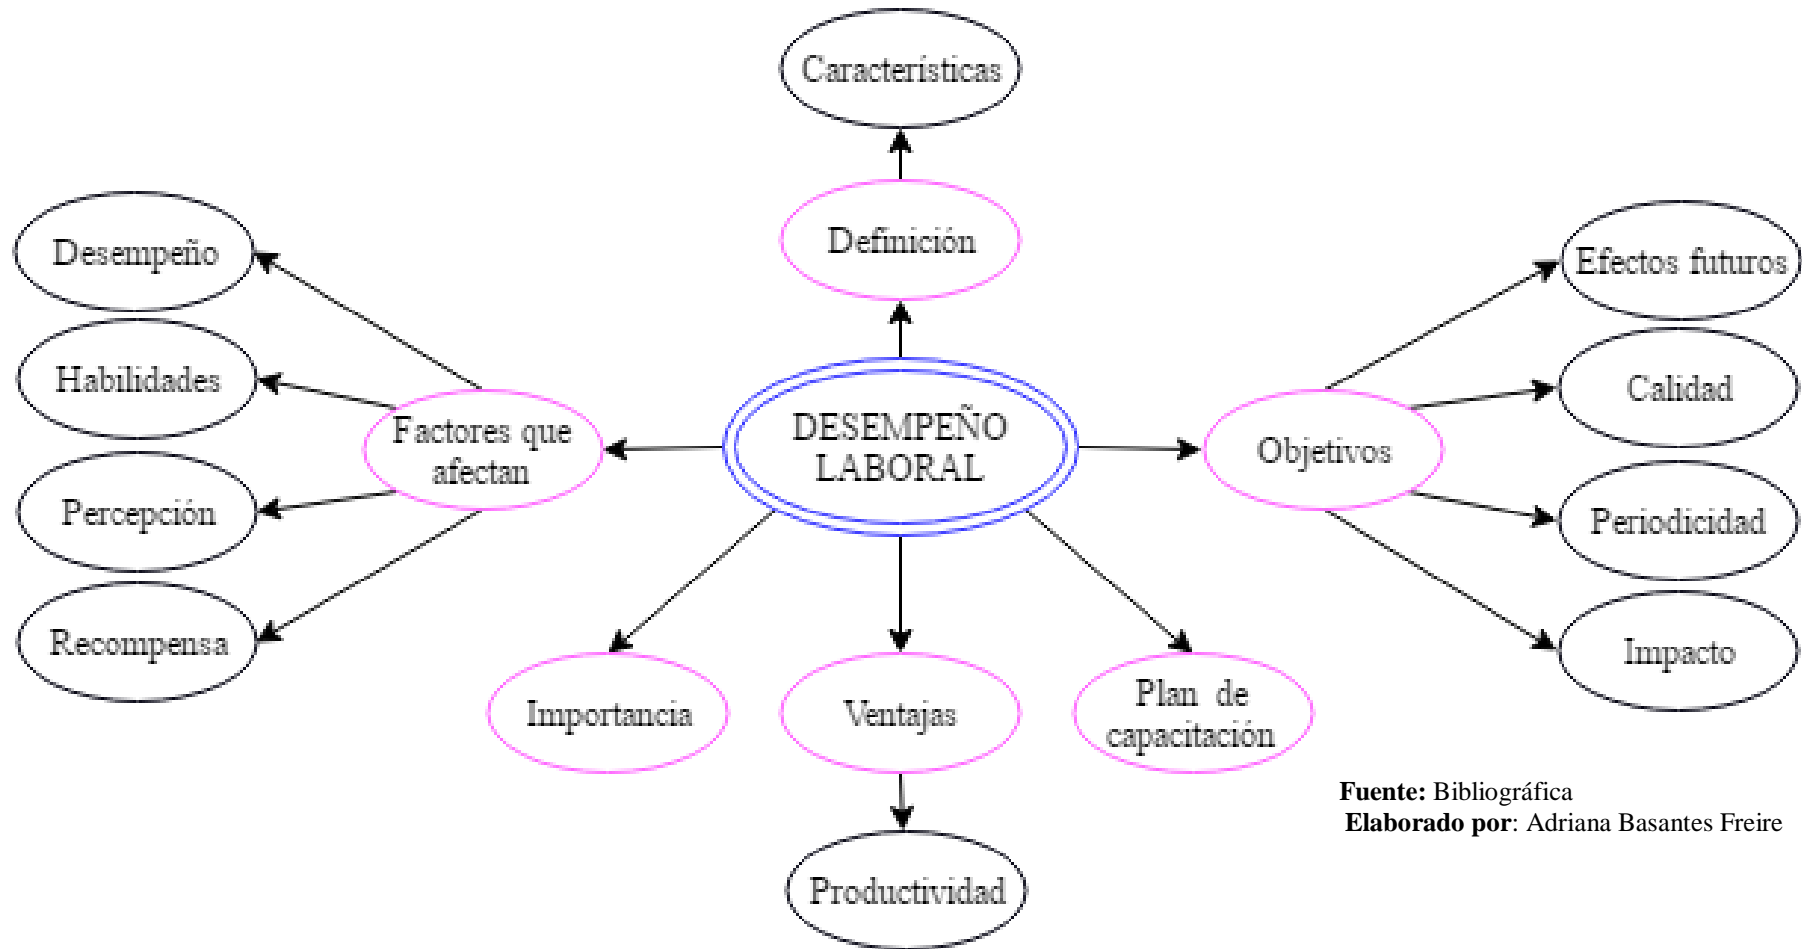 Características
Definición
Desempeño
Habilidades
Percepción
Recompensa
Factores que
afectan
DESEMPEÑO
LABORAL
Objetivos
Efectos futuros
Calidad
Periodicidad
Impacto
Importancia
Ventajas
Plan de
capacitación
Productividad
Fuente: Bibliográfica
Elaborado por: Adriana Basantes Freire